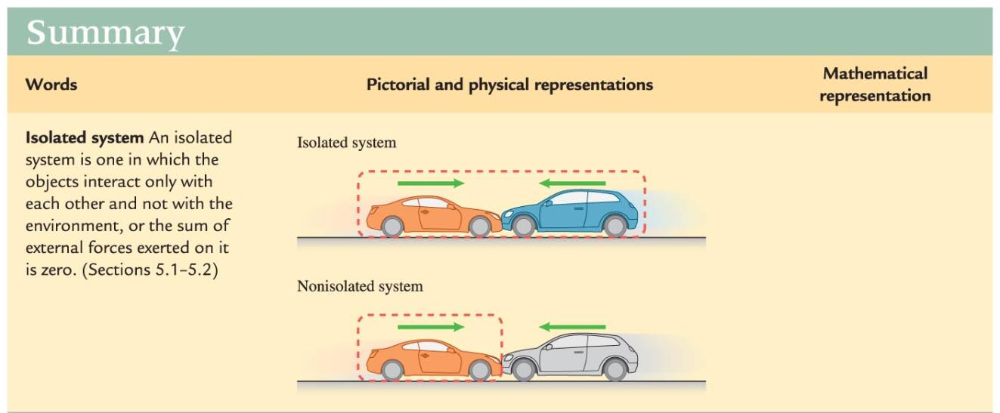 Summary
Words
Pictorial and physical representations
Mathematical
representation
Isolated system An isolated
system is one in which the
objects interact only with
each other and not with the
environment, or the sum of
external forces exerted on it
is zero. (Sections 5.1–5.2)
Isolated system
Nonisolated system